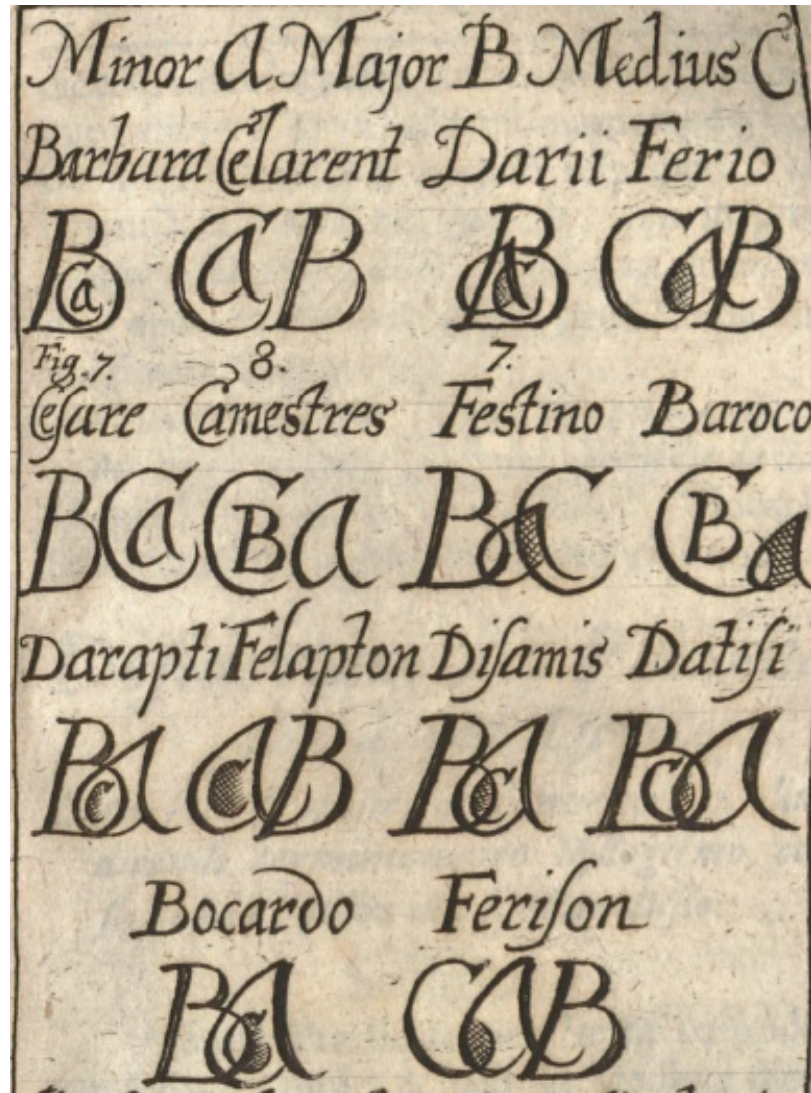 Minor A Major B Medius C
Barbara Celarent Darii Ferio
B a C a B A B C C a B
Fig. 7. 8. 7.
Cesare Camestres Festino Baroco
B C a C B a B a C C B a
Darapti Felapton Disamis Datisi
B c a C a B B c a B c a
Bocardo Ferison
B c a C a B